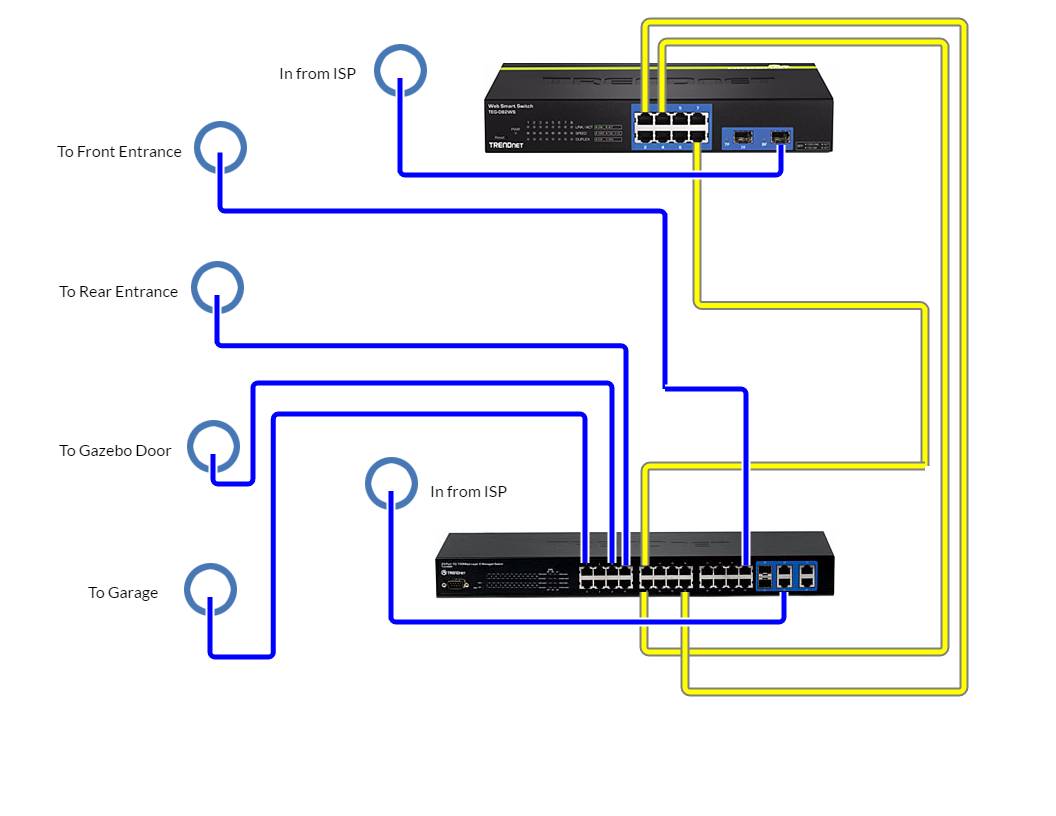 In from ISP
TRENDNET
Web Smart Switch
TEG-082WS
TRENDNET
To Front Entrance
To Rear Entrance
To Gazebo Door
In from ISP
TRENDNET
To Garage